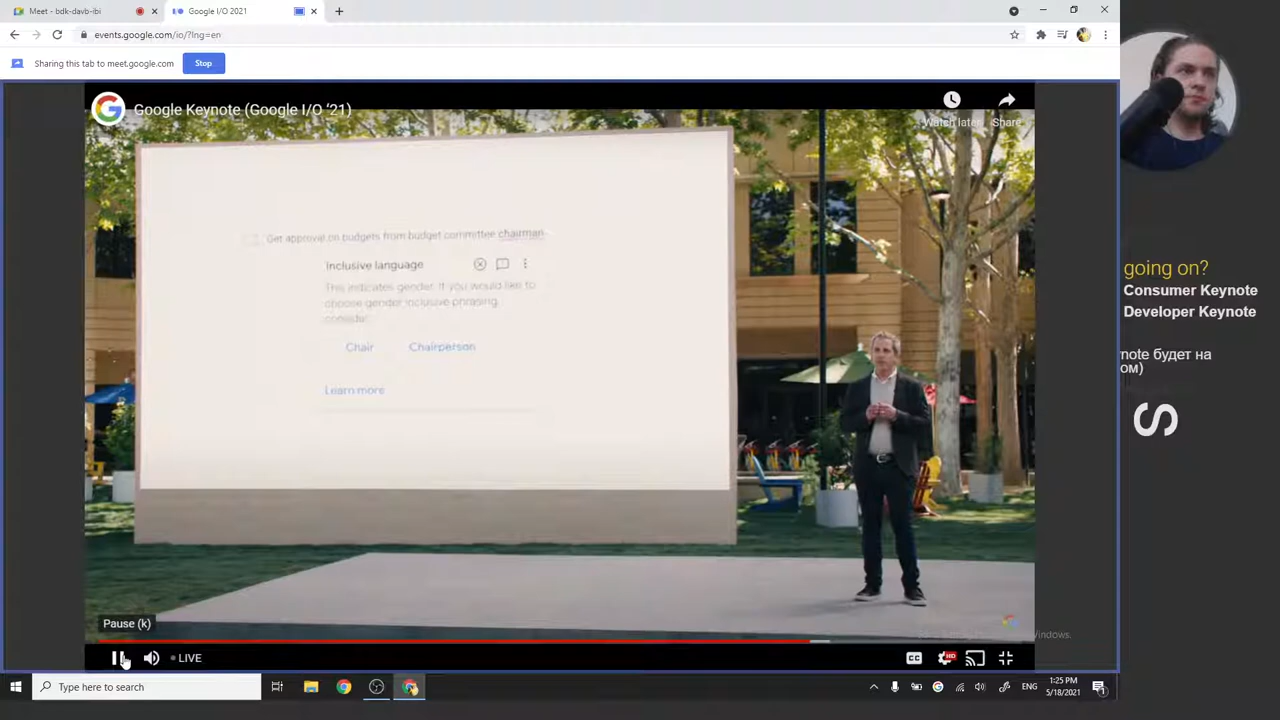 Meet - bdk-davb-ibi
Google I/O 2021
events.google.com/io/?lng=en
Sharing this tab to meet.google.com
Stop
Google Keynote (Google I/O '21)
Watch later
Share
Get approval on budgets from budget committee chairman
Inclusive language
This indicates gender. If you would like to
choose gender inclusive phrasing
consider
Chair Chairperson
Learn more
going on?
Consumer Keynote
Developer Keynote
note будет на
ом)
S
Pause (k)
LIVE
CC
HD
Windows.
Type here to search
ENG
1:25 PM
5/18/2021